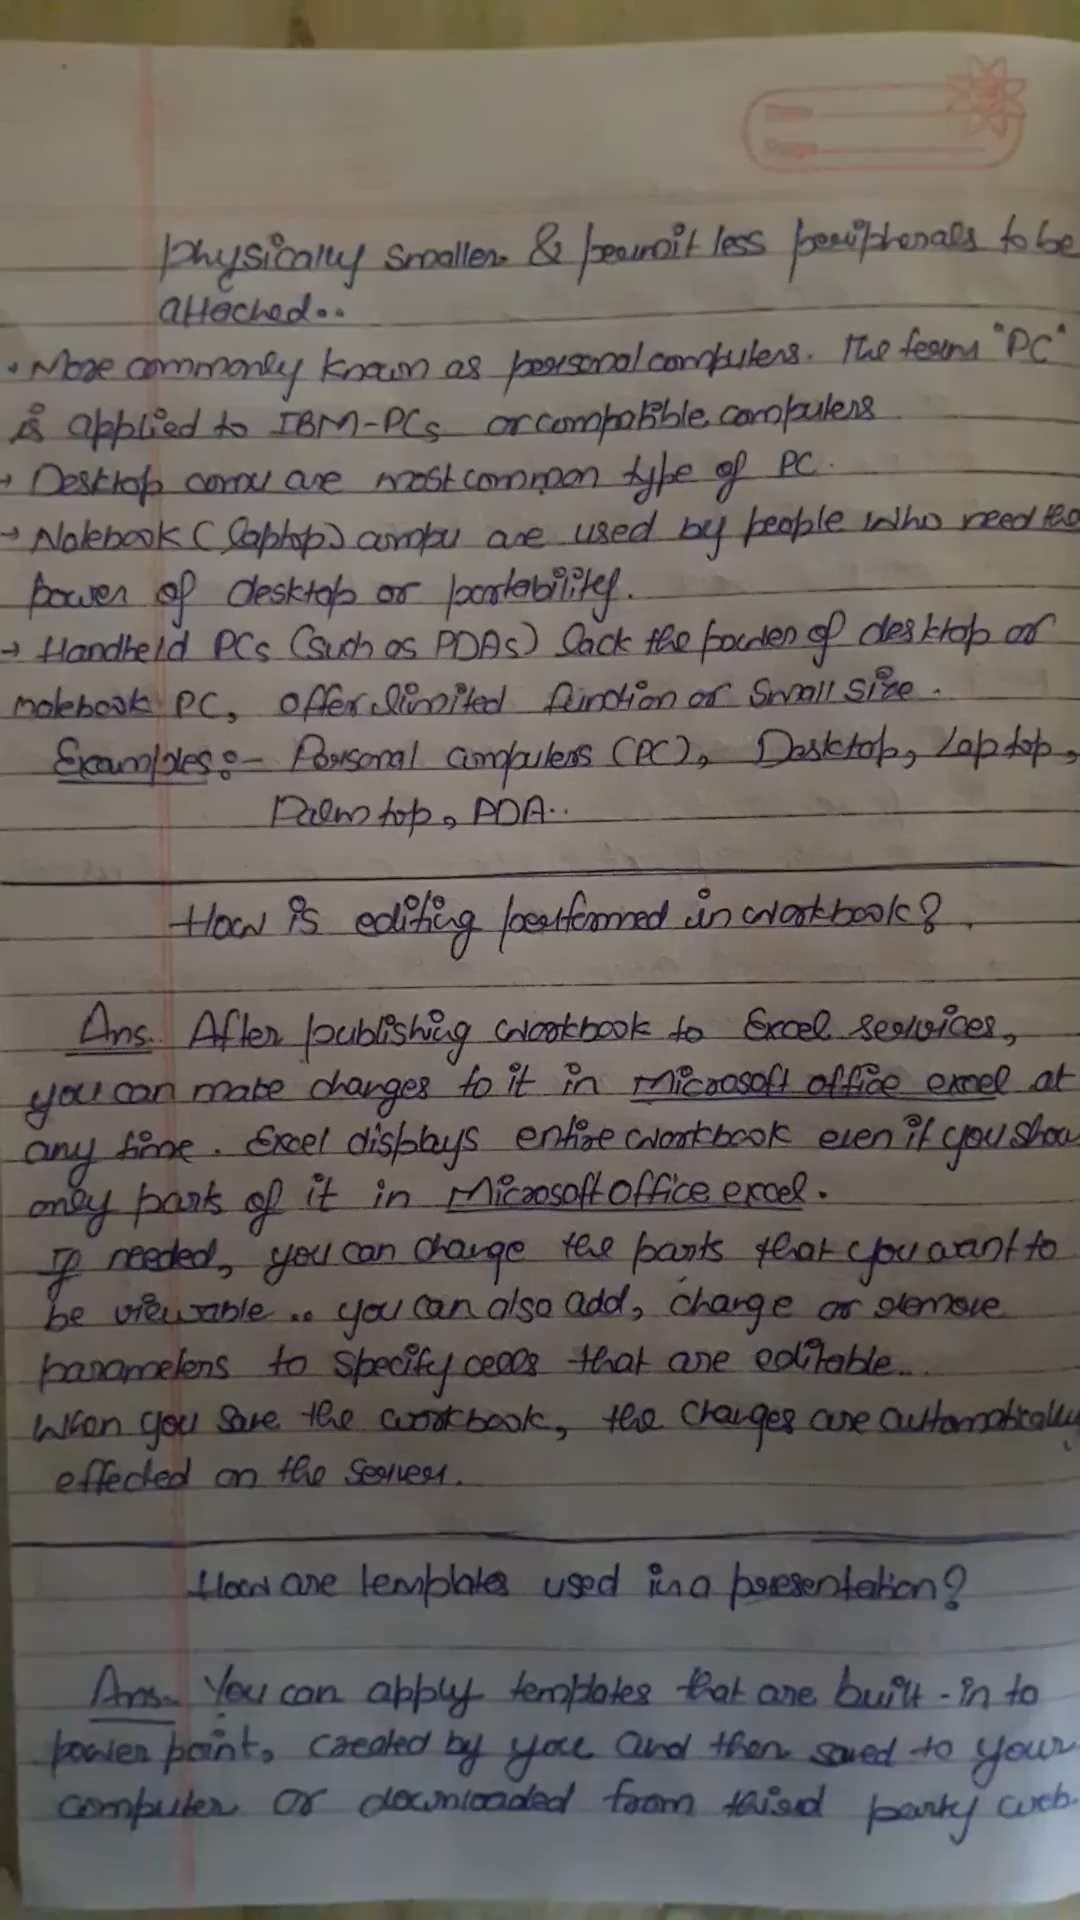 Date
Page
physically smaller & permit less peripherals to be
attached..
• More commonly known as personal computers. The term "PC"
is applied to IBM-PCs or compatible computers
→ Desktop comu are most common type of PC.
→ Notebook (laptop) compu are used by people who need the
power of desktop or portability.
→ Handheld PCs (such as PDAs) lack the power of desktop or
notebook PC, offer limited function or small size.
Examples:- Personal computers (PC), Desktop, Laptop,
Palmtop, PDA..
How is editing performed in workbook?
Ans. After publishing workbook to Excel services,
you can make changes to it in Microsoft office excel at
any time. Excel displays entire workbook even if you show
only parts of it in Microsoft office excel.
If needed, you can change the parts that you want to
be viewable .. you can also add, change or remove
parameters to specify cells that are editable...
When you save the workbook, the changes are automatically
effected on the server.
How are templates used in a presentation?
Ans. You can apply templates that are built-in to
power point, created by you and then saved to your
computer or downloaded from third party web.